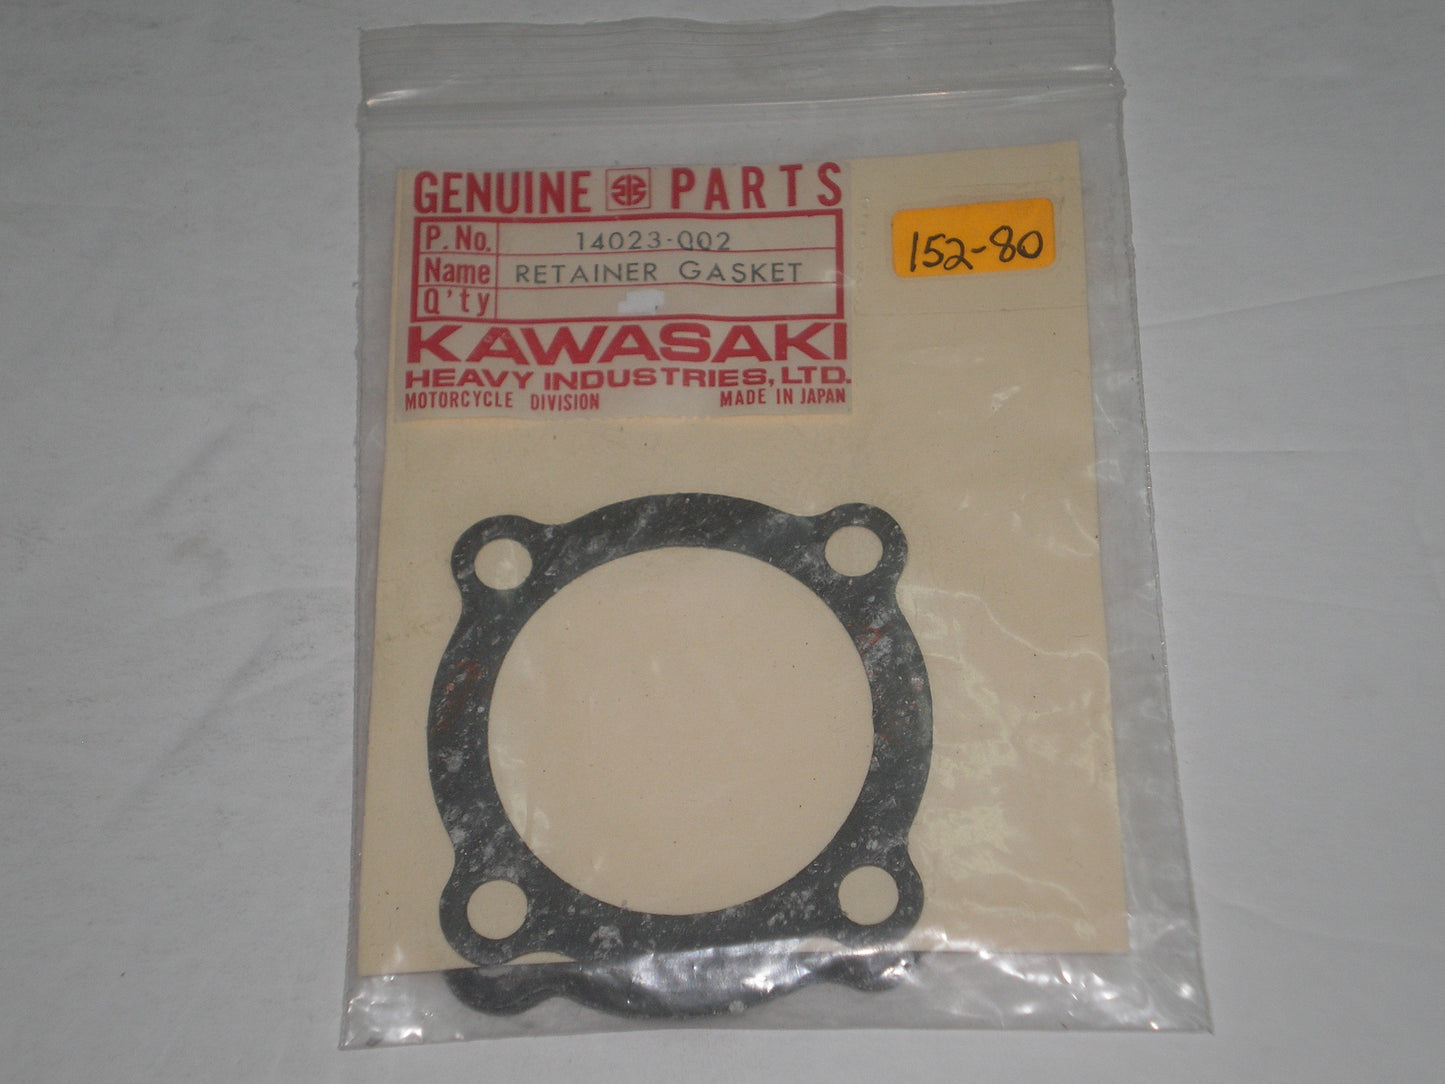 GENUINE PARTS
P. No. 14023-002
Name RETAINER GASKET
Q'ty
KAWASAKI
HEAVY INDUSTRIES, LTD.
MOTORCYCLE DIVISION MADE IN JAPAN
152-80